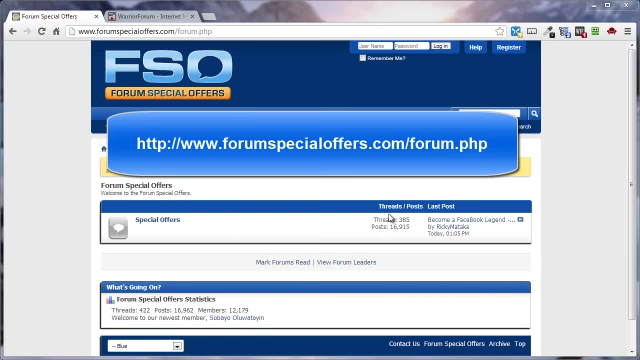 Forum Special Offers
WarriorForum - Internet M
www.forumspecialoffers.com/forum.php
FSO
FORUM SPECIAL OFFERS
User Name
Password
Log in
Help
Register
Remember Me?
http://www.forumspecialoffers.com/forum.php
Forum Special Offers
Welcome to the Forum Special Offers.
Threads / Posts
Last Post
Special Offers
Threads: 385
Posts: 16,915
Become a FaceBook Legend -...
by RickyMataka
Today, 01:05 PM
Mark Forums Read | View Forum Leaders
What's Going On?
Forum Special Offers Statistics
Threads: 422 Posts: 16,962 Members: 12,179
Welcome to our newest member, Sobayo Oluwatoyin
-- Blue
Contact Us Forum Special Offers Archive Top